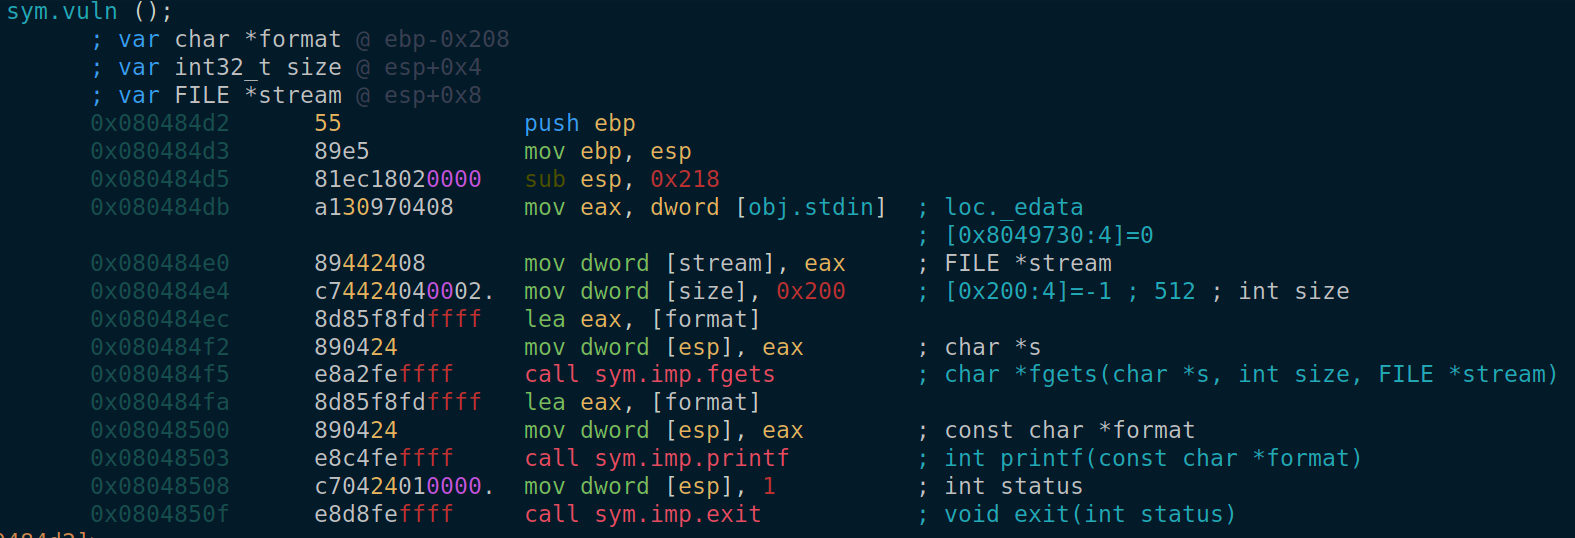 sym.vuln ();
; var char *format @ ebp-0x208
; var int32_t size @ esp+0x4
; var FILE *stream @ esp+0x8
0x080484d2 55 push ebp
0x080484d3 89e5 mov ebp, esp
0x080484d5 81ec18020000 sub esp, 0x218
0x080484db a130970408 mov eax, dword [obj.stdin] ; loc._edata
; [0x8049730:4]=0
0x080484e0 89442408 mov dword [stream], eax ; FILE *stream
0x080484e4 c74424040002. mov dword [size], 0x200 ; [0x200:4]=-1 ; 512 ; int size
0x080484ec 8d85f8fdffff lea eax, [format]
0x080484f2 890424 mov dword [esp], eax ; char *s
0x080484f5 e8a2feffff call sym.imp.fgets ; char *fgets(char *s, int size, FILE *stream)
0x080484fa 8d85f8fdffff lea eax, [format]
0x08048500 890424 mov dword [esp], eax ; const char *format
0x08048503 e8c4feffff call sym.imp.printf ; int printf(const char *format)
0x08048508 c70424010000. mov dword [esp], 1 ; int status
0x0804850f e8d8feffff call sym.imp.exit ; void exit(int status)